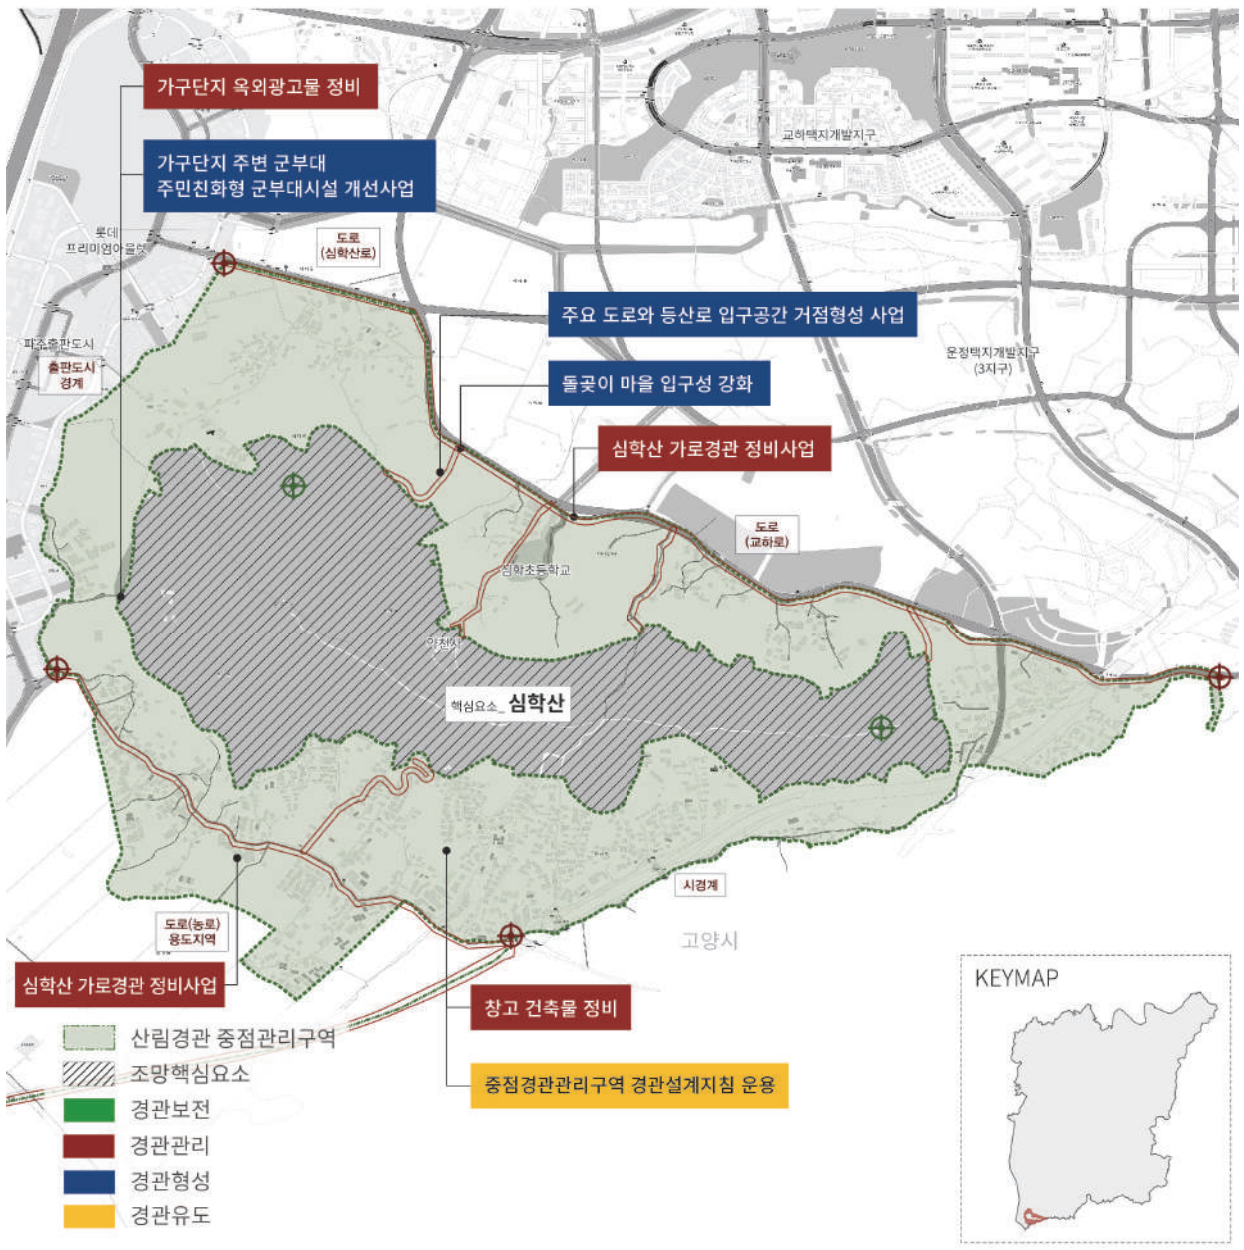 가구단지 옥외광고물 정비
가구단지 주변 군부대
주민친화형 군부대시설 개선사업
교하택지개발지구
롯데
프리미엄아울렛
도로
(심학산로)
주요 도로와 등산로 입구공간 거점형성 사업
파주출판도시
출판도시
경계
운정택지개발지구
(3지구)
돌곶이 마을 입구성 강화
심학산 가로경관 정비사업
도로
(교하로)
심학초등학교
약천사
핵심요소_ 심학산
시경계
도로(농로)
용도지역
고양시
심학산 가로경관 정비사업
창고 건축물 정비
중점경관관리구역 경관설계지침 운용
산림경관 중점관리구역
조망핵심요소
경관보전
경관관리
경관형성
경관유도
KEYMAP